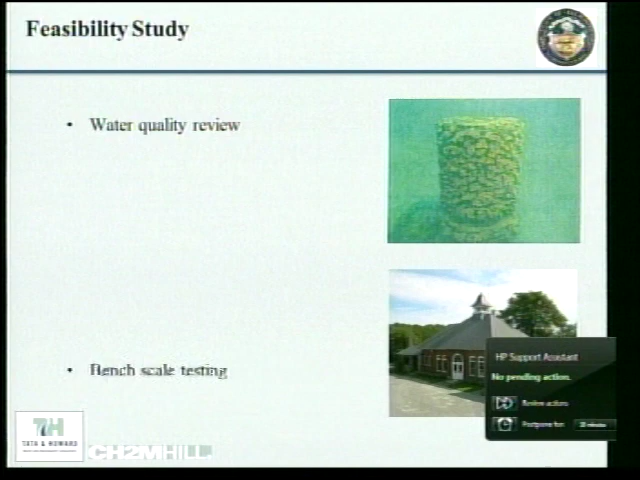 Feasibility Study
• Water quality review
• Bench scale testing
HP Support Assistant
No pending action.
Review actions
Postpone for:
TH
TATA & HOWARD
CH2MHILL.